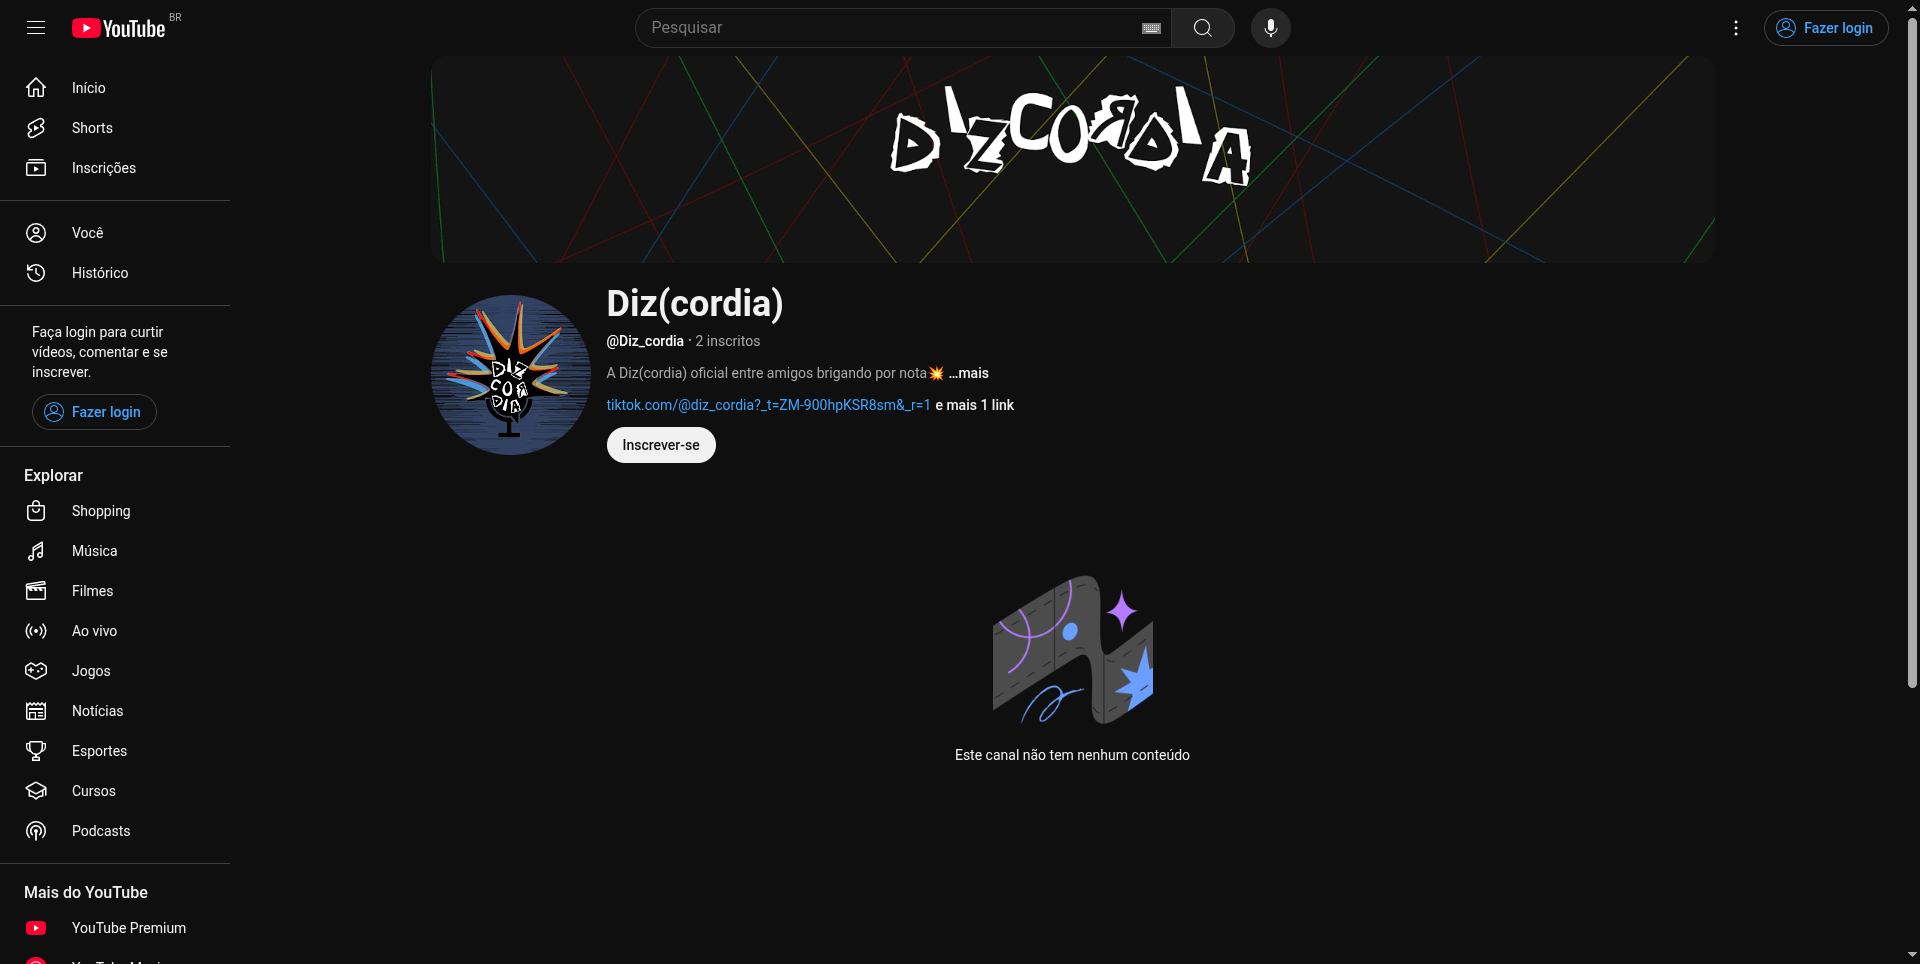 YouTube BR
Pesquisar
Fazer login
Início
Shorts
Inscrições
Você
Histórico
Faça login para curtir
vídeos, comentar e se
inscrever.
Fazer login
Explorar
Shopping
Música
Filmes
Ao vivo
Jogos
Notícias
Esportes
Cursos
Podcasts
Mais do YouTube
YouTube Premium
DIZCORDIA
DIZ
COR
DIA
Diz(cordia)
@Diz_cordia · 2 inscritos
A Diz(cordia) oficial entre amigos brigando por nota💥 ...mais
tiktok.com/@diz_cordia?_t=ZM-900hpKSR8sm&_r=1 e mais 1 link
Inscrever-se
Este canal não tem nenhum conteúdo